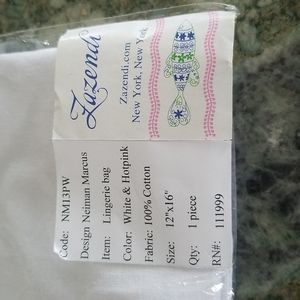 Zazendi
Zazendi.com
New York, New York
Code: NM13PW
Design Neiman Marcus
Item: Lingerie bag
Color: White & Hotpink
Fabric: 100% Cotton
Size: 12"x16"
Qty: 1 piece
RN#: 111999